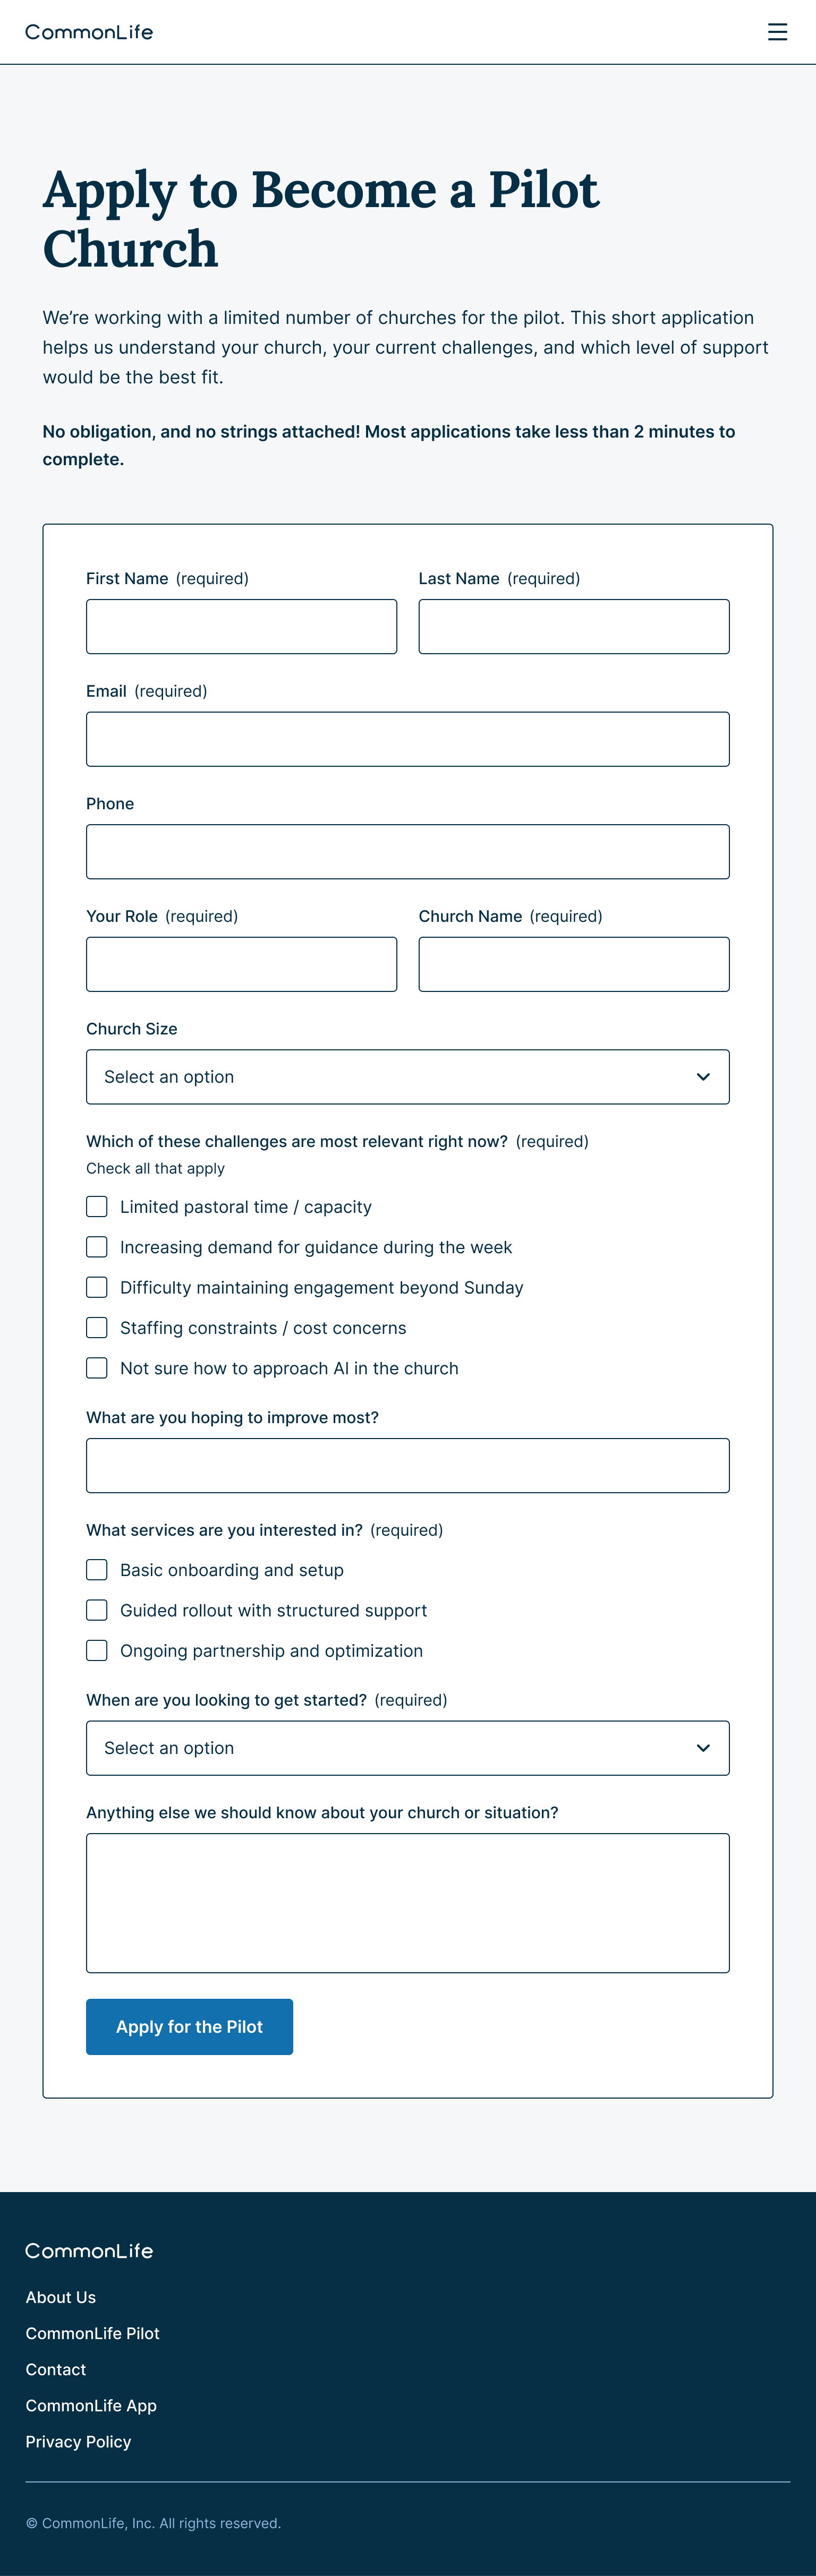 CommonLife
Apply to Become a Pilot
Church
We’re working with a limited number of churches for the pilot. This short application
helps us understand your church, your current challenges, and which level of support
would be the best fit.
No obligation, and no strings attached! Most applications take less than 2 minutes to
complete.
First Name (required)
Last Name (required)
Email (required)
Phone
Your Role (required)
Church Name (required)
Church Size
Select an option
Which of these challenges are most relevant right now? (required)
Check all that apply
Limited pastoral time / capacity
Increasing demand for guidance during the week
Difficulty maintaining engagement beyond Sunday
Staffing constraints / cost concerns
Not sure how to approach AI in the church
What are you hoping to improve most?
What services are you interested in? (required)
Basic onboarding and setup
Guided rollout with structured support
Ongoing partnership and optimization
When are you looking to get started? (required)
Select an option
Anything else we should know about your church or situation?
Apply for the Pilot
CommonLife
About Us
CommonLife Pilot
Contact
CommonLife App
Privacy Policy
© CommonLife, Inc. All rights reserved.